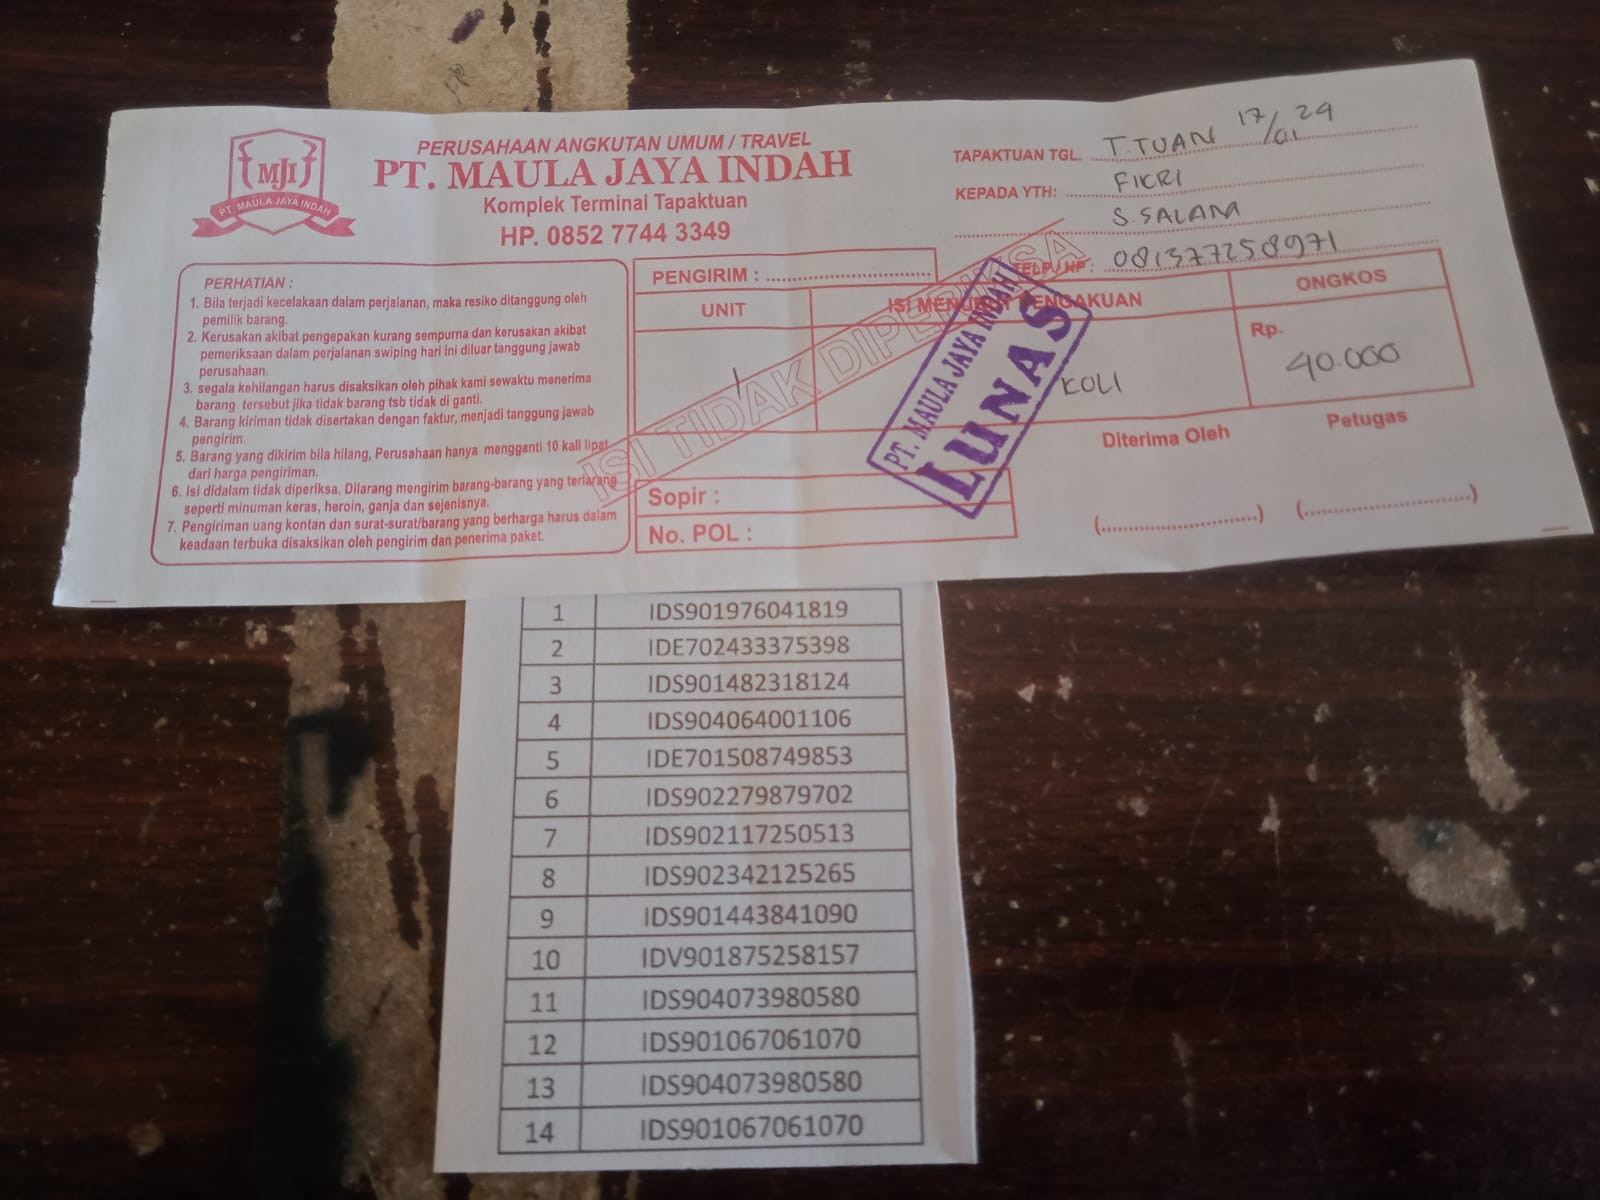 MJI
PT. MAULA JAYA INDAH
PERUSAHAAN ANGKUTAN UMUM / TRAVEL
PT. MAULA JAYA INDAH
Komplek Terminal Tapaktuan
HP. 0852 7744 3349
TAPAKTUAN TGL. T.TUAN 17/01 24
KEPADA YTH: FIKRI
S.SALAM
TELP / HP : 081377258971
PERHATIAN :
1. Bila terjadi kecelakaan dalam perjalanan, maka resiko ditanggung oleh
pemilik barang.
2. Kerusakan akibat pengepakan kurang sempurna dan kerusakan akibat
pemeriksaan dalam perjalanan swiping hari ini diluar tanggung jawab
perusahaan.
3. segala kehilangan harus disaksikan oleh pihak kami sewaktu menerima
barang tersebut jika tidak barang tsb tidak di ganti.
4. Barang kiriman tidak disertakan dengan faktur, menjadi tanggung jawab
pengirim.
5. Barang yang dikirim bila hilang, Perusahaan hanya mengganti 10 kali lipat
dari harga pengiriman.
6. Isi didalam tidak diperiksa. Dilarang mengirim barang-barang yang terlarang
seperti minuman keras, heroin, ganja dan sejenisnya.
7. Pengiriman uang kontan dan surat-surat/barang yang berharga harus dalam
keadaan terbuka disaksikan oleh pengirim dan penerima paket.
PENGIRIM :
UNIT ISI MENURUT PENGAKUAN ONGKOS
1 KOLI Rp. 40.000
ISI TIDAK DIPERIKSA
PT. MAULA JAYA INDAH
LUNAS
Sopir :
No. POL :
Diterima Oleh Petugas
(....................) (....................)
1 IDS901976041819
2 IDE702433375398
3 IDS901482318124
4 IDS904064001106
5 IDE701508749853
6 IDS902279879702
7 IDS902117250513
8 IDS902342125265
9 IDS901443841090
10 IDV901875258157
11 IDS904073980580
12 IDS901067061070
13 IDS904073980580
14 IDS901067061070